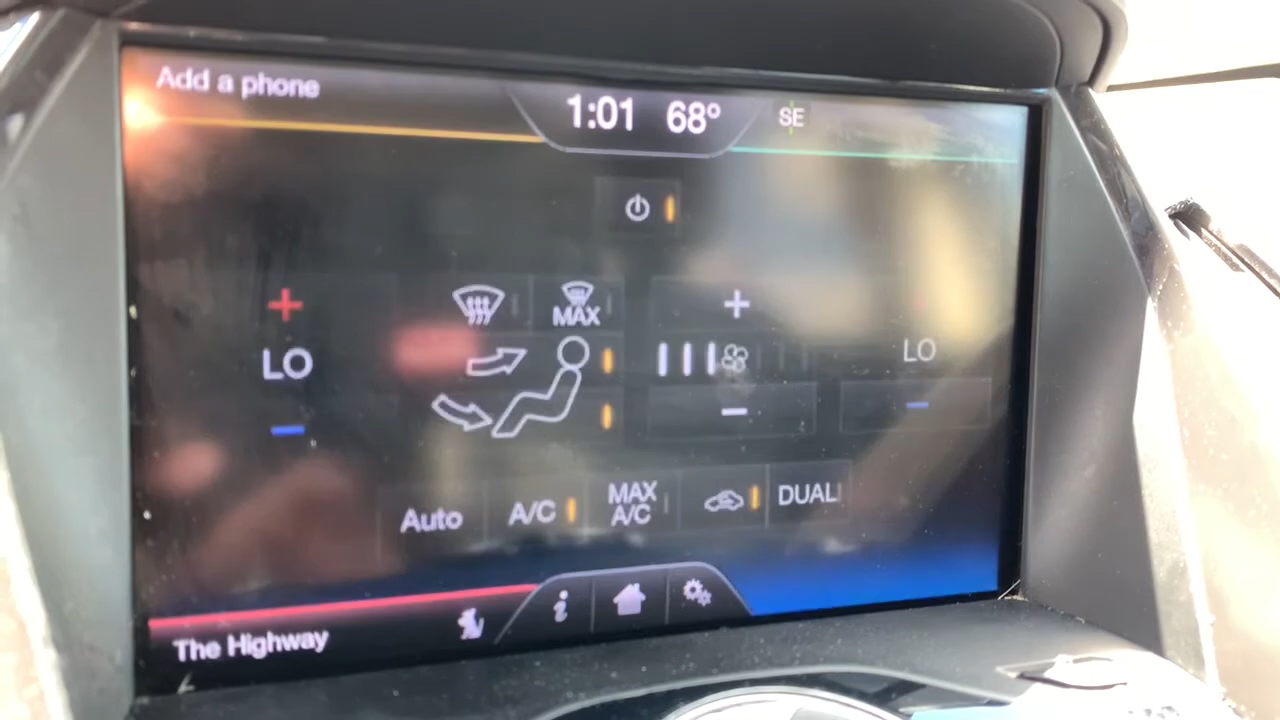 Add a phone
1:01 68° SE
MAX
LO
LO
Auto A/C MAX A/C DUAL
i
The Highway